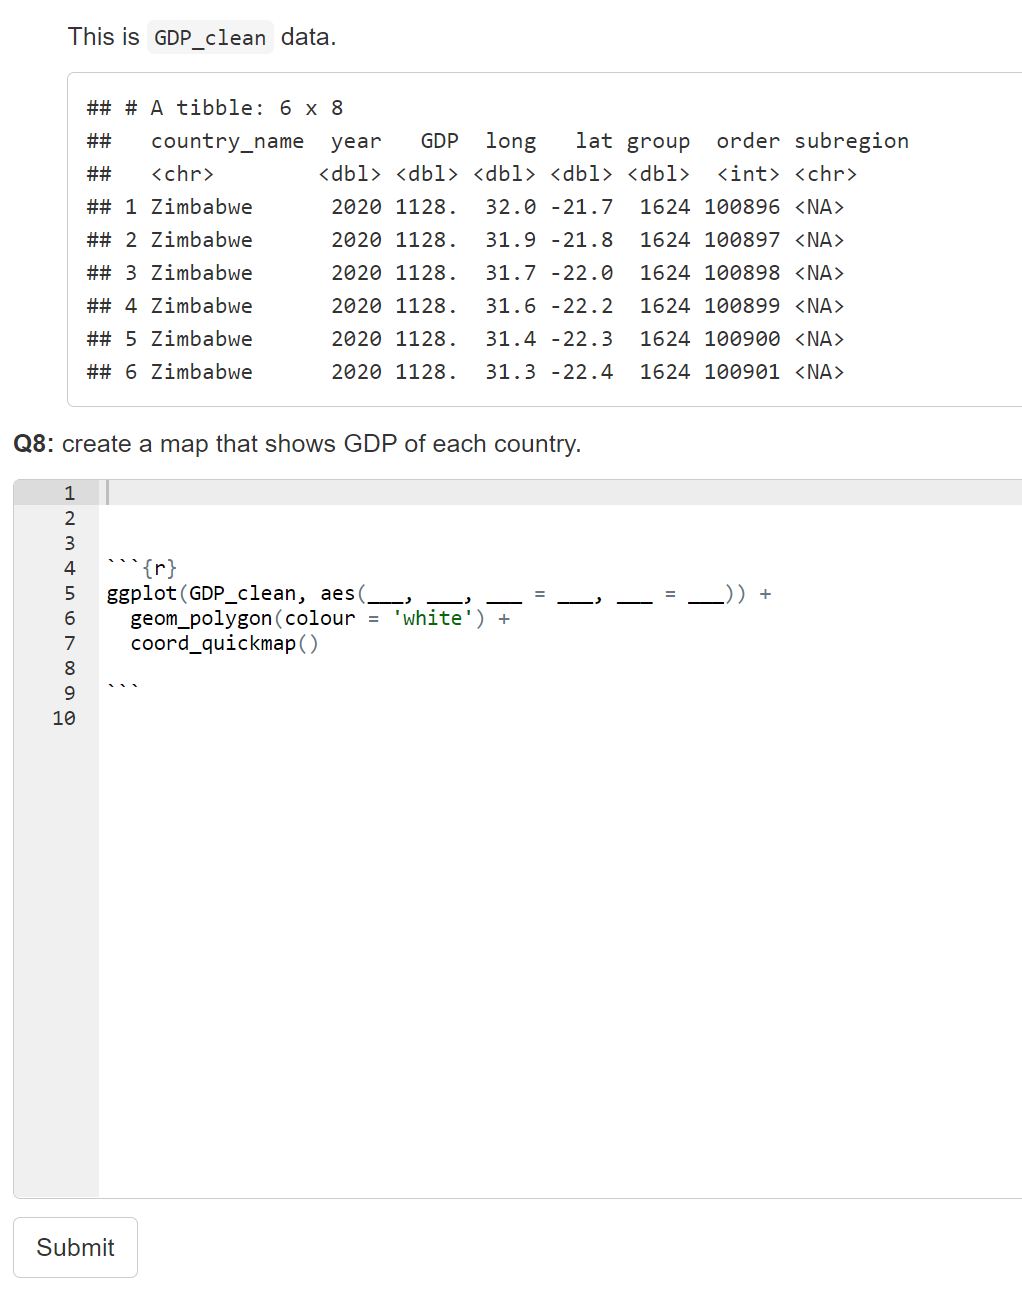 This is GDP_clean data.
## # A tibble: 6 x 8
##   country_name  year   GDP  long   lat group  order subregion
##   <chr>        <dbl> <dbl> <dbl> <dbl> <dbl>  <int> <chr>
## 1 Zimbabwe      2020 1128.  32.0 -21.7  1624 100896 <NA>
## 2 Zimbabwe      2020 1128.  31.9 -21.8  1624 100897 <NA>
## 3 Zimbabwe      2020 1128.  31.7 -22.0  1624 100898 <NA>
## 4 Zimbabwe      2020 1128.  31.6 -22.2  1624 100899 <NA>
## 5 Zimbabwe      2020 1128.  31.4 -22.3  1624 100900 <NA>
## 6 Zimbabwe      2020 1128.  31.3 -22.4  1624 100901 <NA>
Q8: create a map that shows GDP of each country.
1
2
3
4 ```{r}
5 ggplot(GDP_clean, aes(___, ___, ___ = ___, ___ = ___)) +
6   geom_polygon(colour = 'white') +
7   coord_quickmap()
8
9 ```
10
Submit